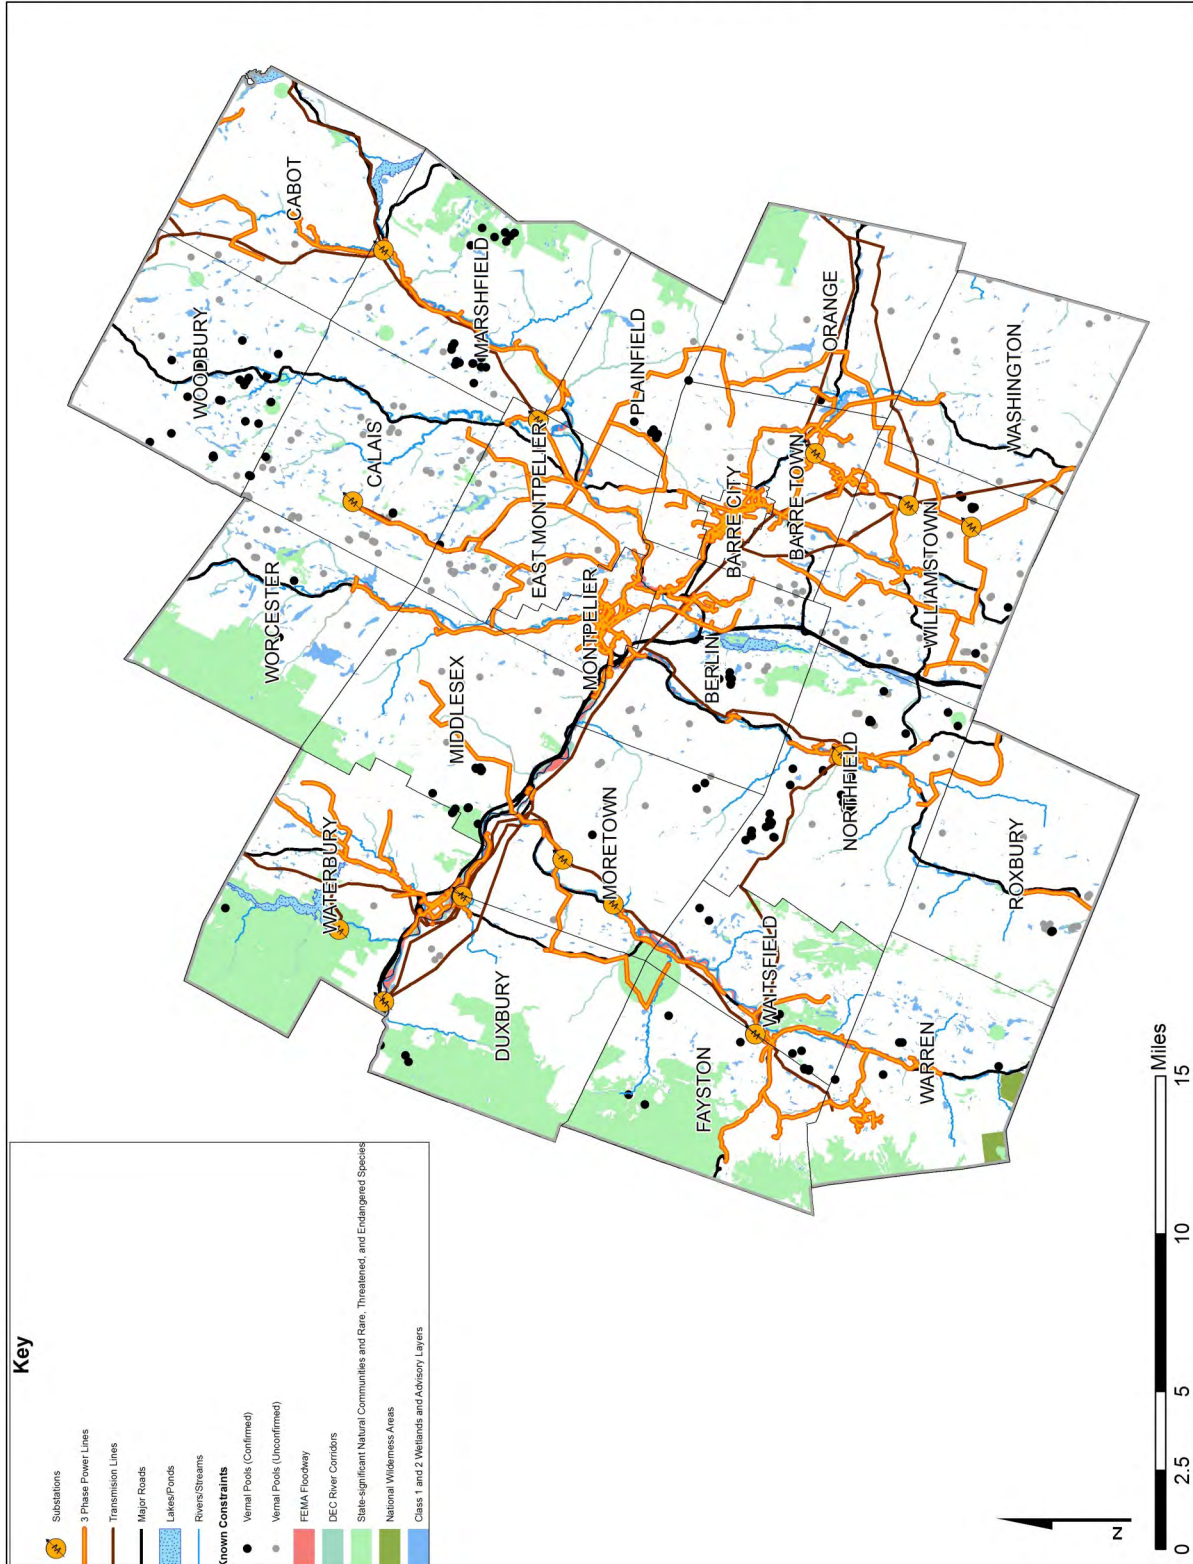 Key
Substations
3 Phase Power Lines
Transmision Lines
Major Roads
Lakes/Ponds
Rivers/Streams
Known Constraints
Vernal Pools (Confirmed)
Vernal Pools (Unconfirmed)
FEMA Floodway
DEC River Corridors
State-significant Natural Communities and Rare, Threatened, and Endangered Species
National Wilderness Areas
Class 1 and 2 Wetlands and Advisory Layers
CABOT
WOODBURY
MARSHFIELD
CALAIS
WORCESTER
PLAINFIELD
ORANGE
EAST MONTPELIER
WASHINGTON
BARRE CITY
BARRE TOWN
MONTPELIER
MIDDLESEX
BERLIN
WILLIAMSTOWN
WATERBURY
MORETOWN
NORTHFIELD
ROXBURY
DUXBURY
WAITSFIELD
FAYSTON
WARREN
N
0 2.5 5 10 15
Miles